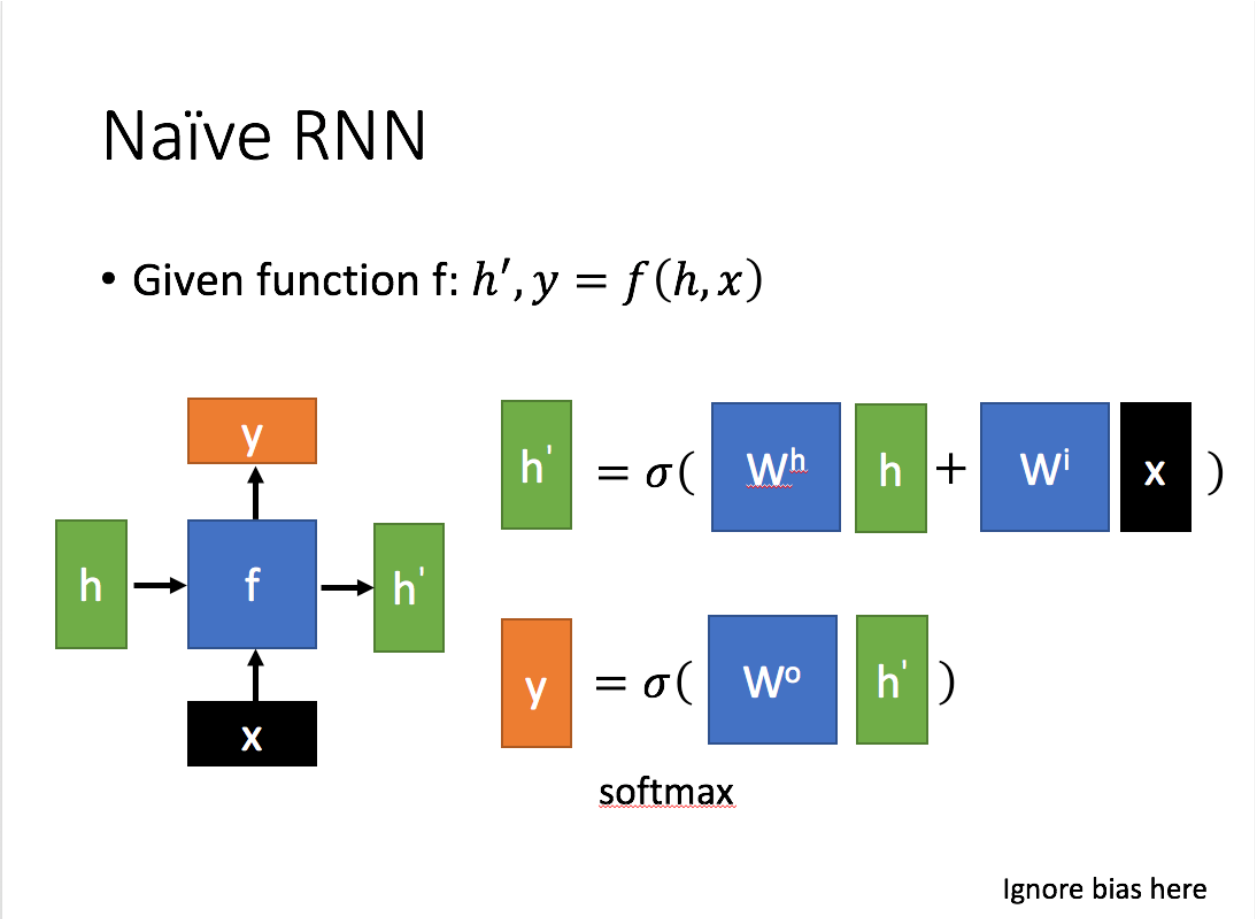 Naïve RNN
• Given function f: h', y = f(h, x)
y
h
f
h'
x
h' = σ( Wʰ h + Wⁱ x )
y = σ( Wᵒ h' )
softmax
Ignore bias here